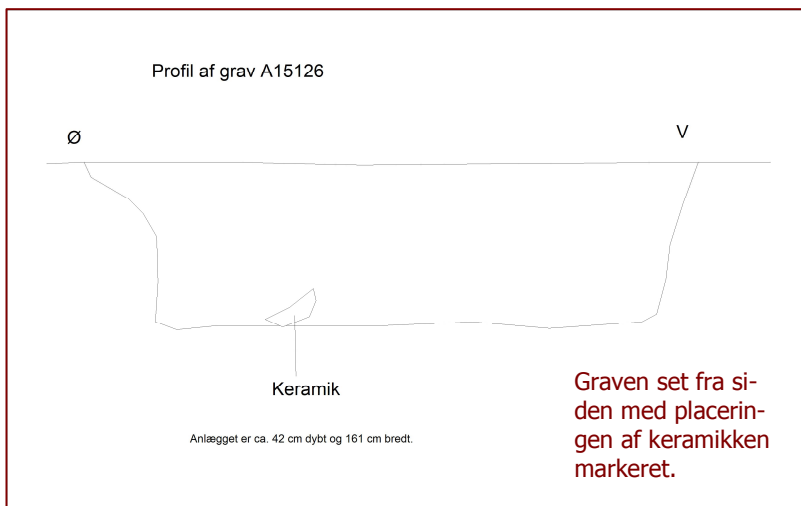 Profil af grav A15126
Ø
V
Keramik
Anlægget er ca. 42 cm dybt og 161 cm bredt.
Graven set fra si-
den med placerin-
gen af keramikken
markeret.